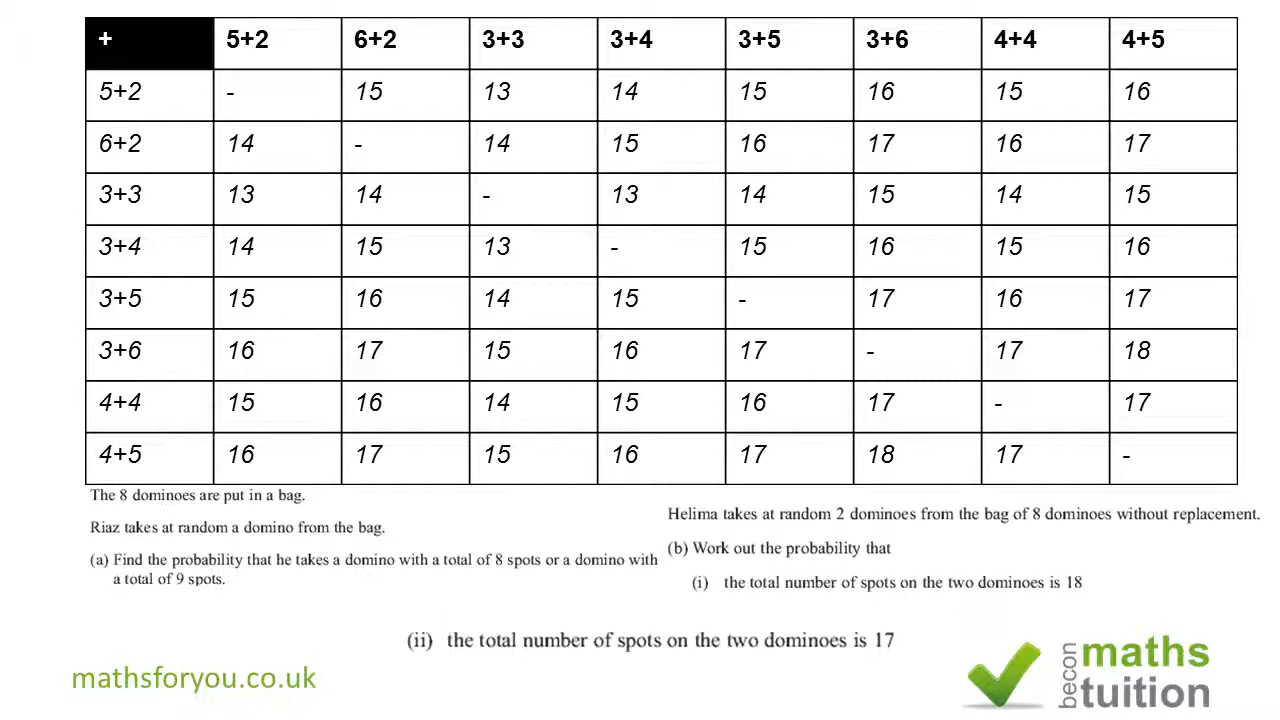 + 5+2 6+2 3+3 3+4 3+5 3+6 4+4 4+5
5+2 - 15 13 14 15 16 15 16
6+2 14 - 14 15 16 17 16 17
3+3 13 14 - 13 14 15 14 15
3+4 14 15 13 - 15 16 15 16
3+5 15 16 14 15 - 17 16 17
3+6 16 17 15 16 17 - 17 18
4+4 15 16 14 15 16 17 - 17
4+5 16 17 15 16 17 18 17 -
The 8 dominoes are put in a bag.
Riaz takes at random a domino from the bag.
(a) Find the probability that he takes a domino with a total of 8 spots or a domino with
a total of 9 spots.
Helima takes at random 2 dominoes from the bag of 8 dominoes without replacement.
(b) Work out the probability that
(i) the total number of spots on the two dominoes is 18
(ii) the total number of spots on the two dominoes is 17
mathsforyou.co.uk
becon
maths
tuition